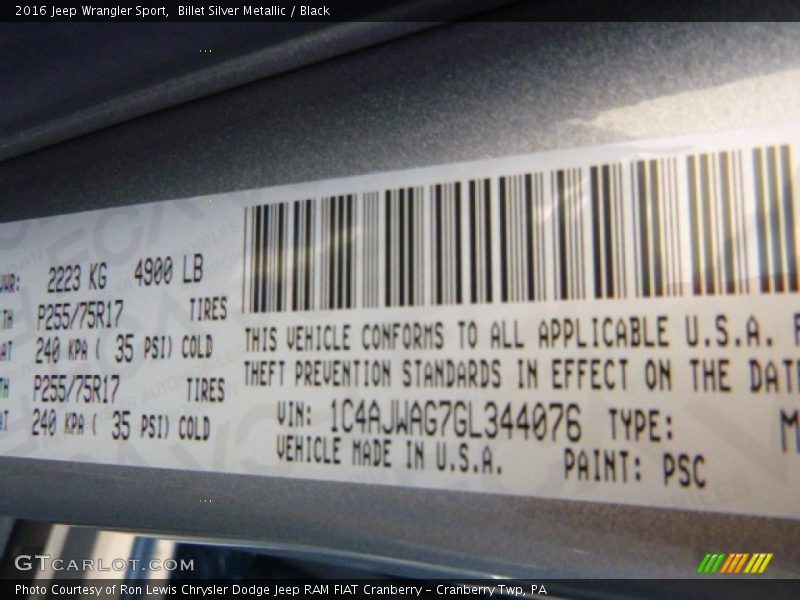 2016 Jeep Wrangler Sport,  Billet Silver Metallic / Black
2223 KG 4900 LB
P255/75R17 TIRES
240 KPA ( 35 PSI) COLD
P255/75R17 TIRES
240 KPA ( 35 PSI) COLD
THIS VEHICLE CONFORMS TO ALL APPLICABLE U.S.A.
THEFT PREVENTION STANDARDS IN EFFECT ON THE
VIN: 1C4AJWAG7GL344076 TYPE:
VEHICLE MADE IN U.S.A. PAINT: PSC
GTCarLot.com
Photo Courtesy of Ron Lewis Chrysler Dodge Jeep RAM FIAT Cranberry - Cranberry Twp, PA